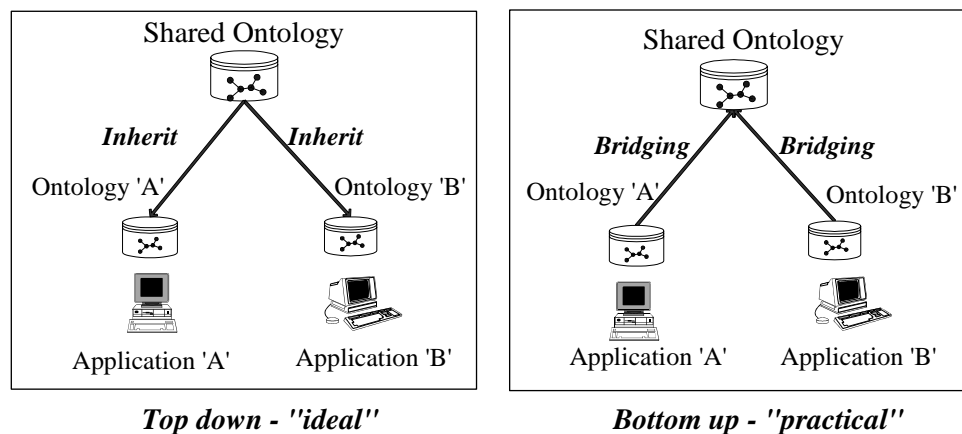 Shared Ontology
Inherit
Inherit
Ontology 'A'
Ontology 'B'
Application 'A'
Application 'B'
Top down - "ideal"
Shared Ontology
Bridging
Bridging
Ontology 'A'
Ontology 'B'
Application 'A'
Application 'B'
Bottom up - "practical"